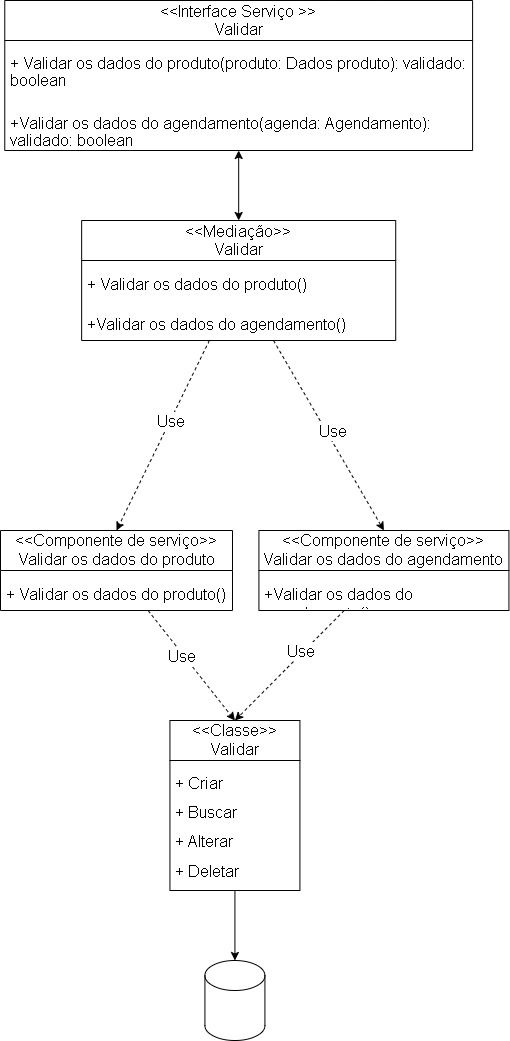 <<Interface Serviço >>
Validar
+ Validar os dados do produto(produto: Dados produto): validado:
boolean
+Validar os dados do agendamento(agenda: Agendamento):
validado: boolean
<<Mediação>>
Validar
+ Validar os dados do produto()
+Validar os dados do agendamento()
Use
Use
<<Componente de serviço>>
Validar os dados do produto
+ Validar os dados do produto()
<<Componente de serviço>>
Validar os dados do agendamento
+Validar os dados do
Use
Use
<<Classe>>
Validar
+ Criar
+ Buscar
+ Alterar
+ Deletar